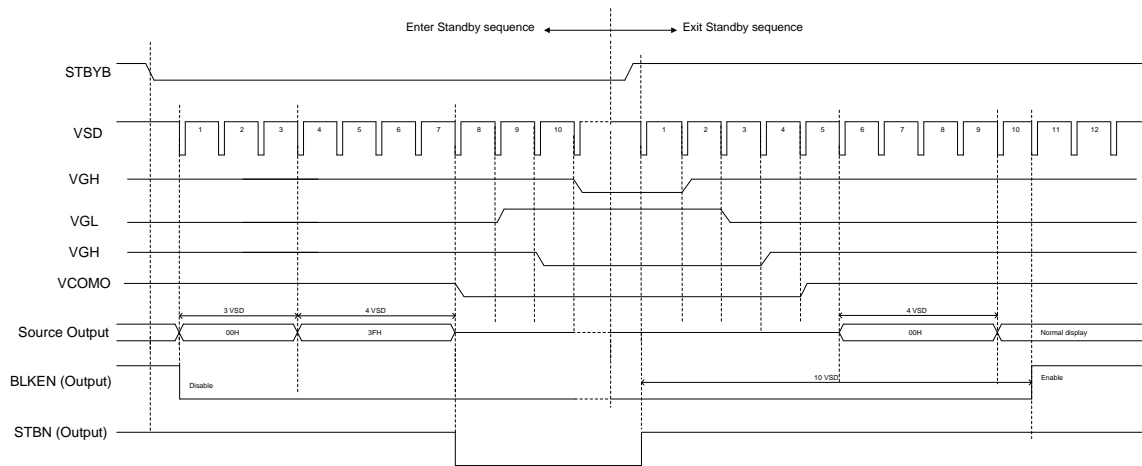 Enter Standby sequence Exit Standby sequence
STBYB
VSD 1 2 3 4 5 6 7 8 9 10 1 2 3 4 5 6 7 8 9 10 11 12
VGH
VGL
VGH
VCOMO
3 VSD 4 VSD 4 VSD
Source Output 00H 3FH 00H Normal display
BLKEN (Output) Disable 10 VSD Enable
STBN (Output)